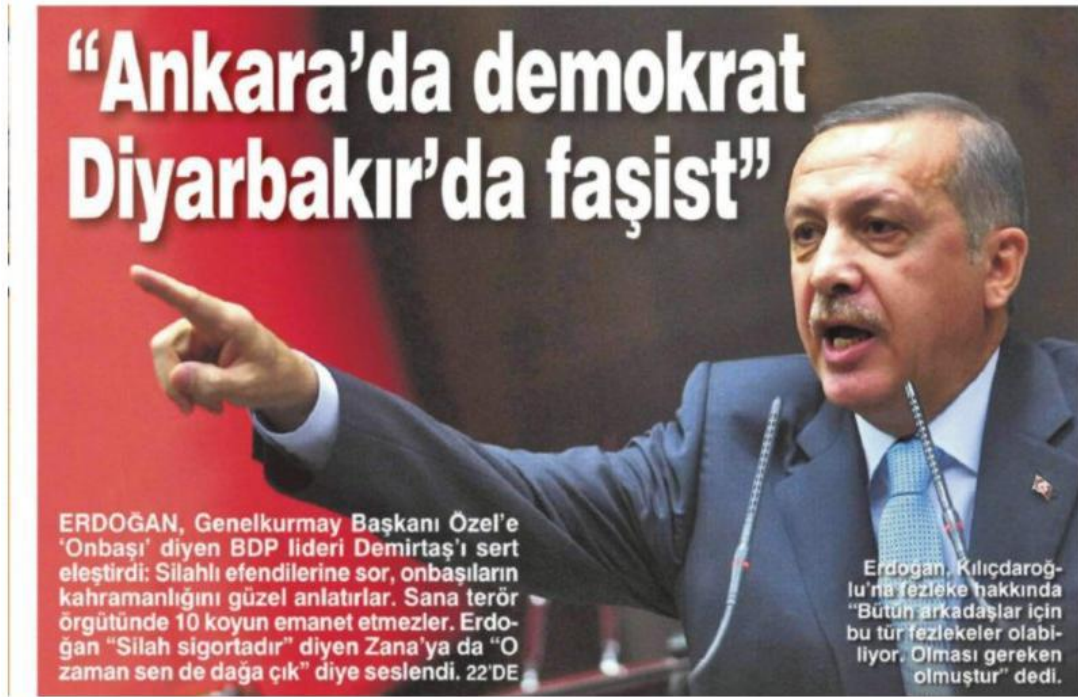 “Ankara’da demokrat
Diyarbakır’da faşist”
ERDOĞAN, Genelkurmay Başkanı Özel’e
‘Onbaşı’ diyen BDP lideri Demirtaş’ı sert
eleştirdi: Silahlı efendilerine sor, onbaşıların
kahramanlığını güzel anlatırlar. Sana terör
örgütünde 10 koyun emanet etmezler. Erdo-
ğan “Silah sigortadır” diyen Zana’ya da “O
zaman sen de dağa çık” diye seslendi. 22’DE
Erdoğan, Kılıçdaroğ-
lu’na fezleke hakkında
“Bütün arkadaşlar için
bu tür fezlekeler olabi-
liyor. Olması gereken
olmuştur” dedi.